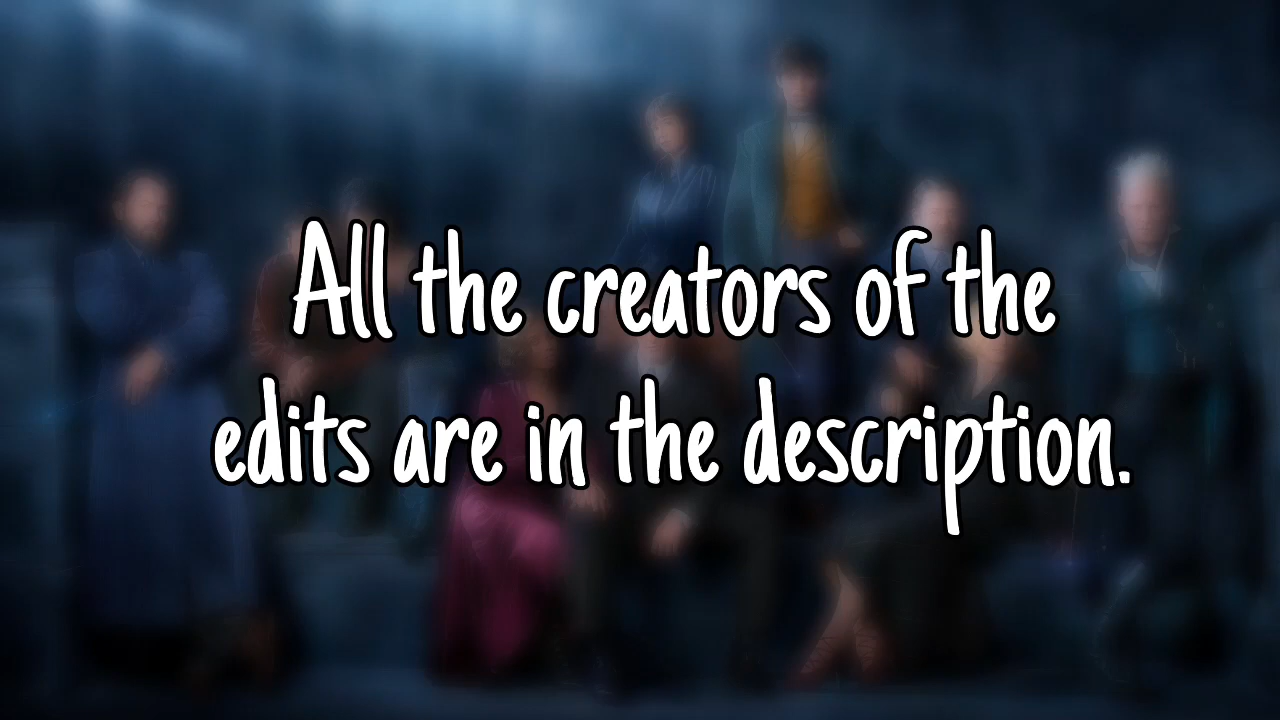 All the creators of the
edits are in the description.